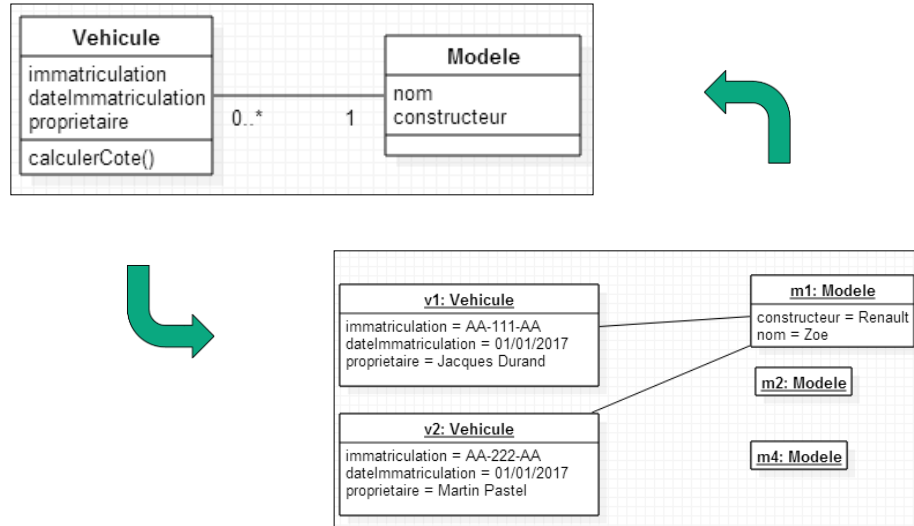 Vehicule
immatriculation
dateImmatriculation
proprietaire
calculerCote()
0..*
1
Modele
nom
constructeur
v1: Vehicule
immatriculation = AA-111-AA
dateImmatriculation = 01/01/2017
proprietaire = Jacques Durand
m1: Modele
constructeur = Renault
nom = Zoe
m2: Modele
v2: Vehicule
immatriculation = AA-222-AA
dateImmatriculation = 01/01/2017
proprietaire = Martin Pastel
m4: Modele